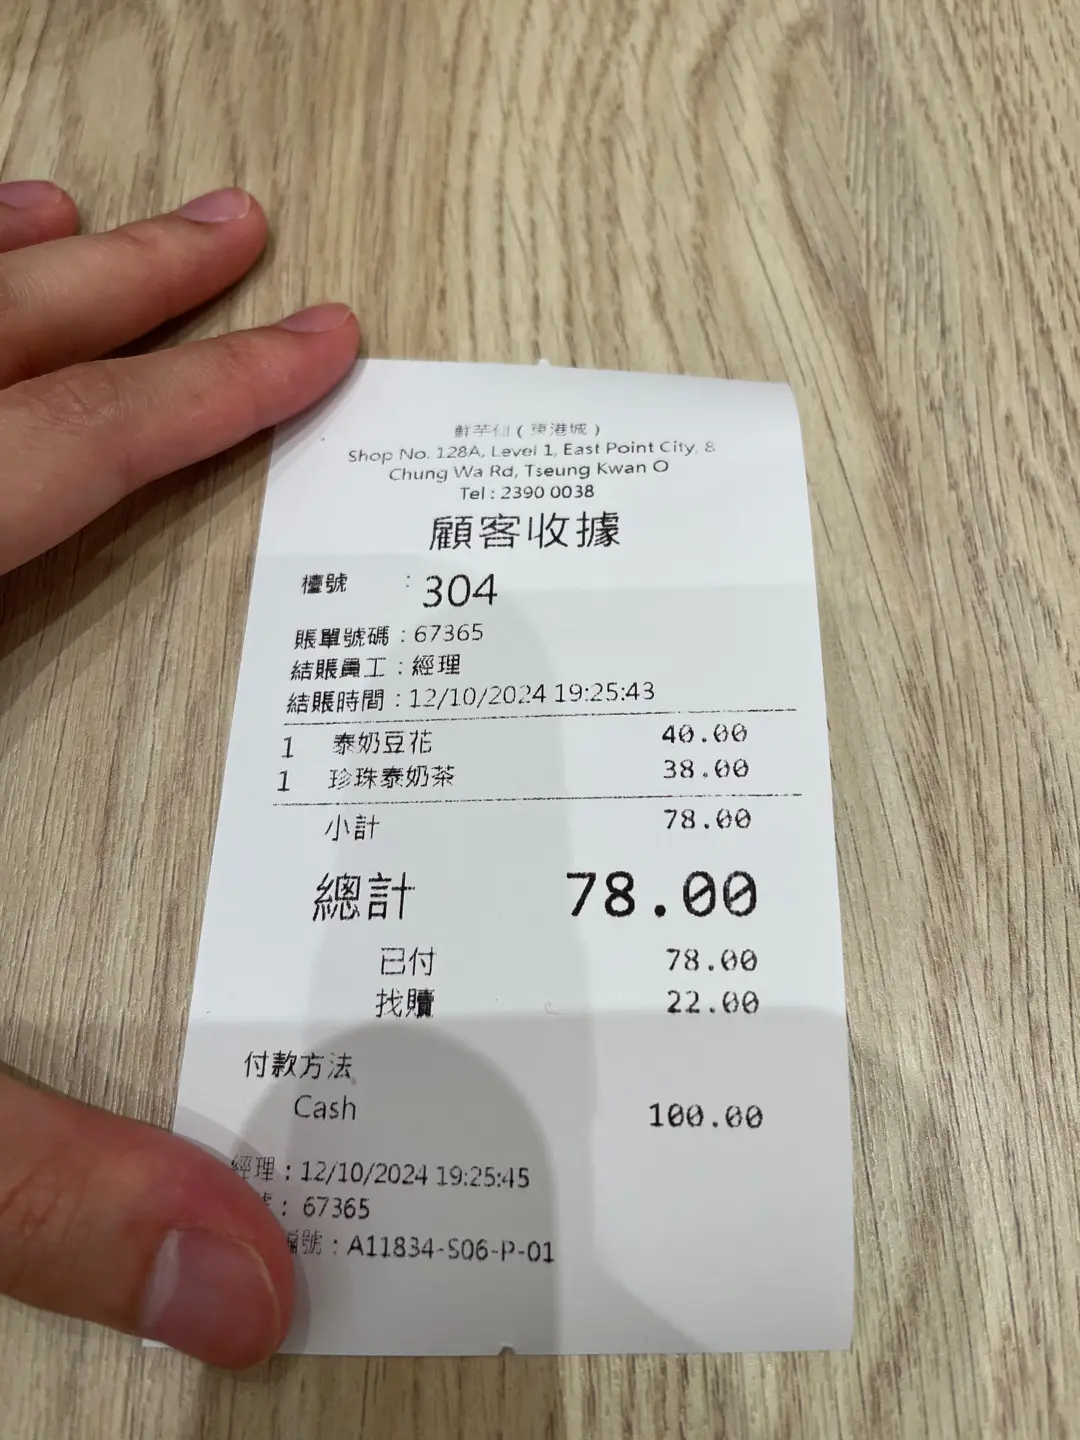 鮮芋仙(東港城)
Shop No. 128A, Level 1, East Point City, 8
Chung Wa Rd, Tseung Kwan O
Tel : 2390 0038
顧客收據
檯號 : 304
賬單號碼 : 67365
結賬員工 : 經理
結賬時間 : 12/10/2024 19:25:43
1 泰奶豆花 40.00
1 珍珠泰奶茶 38.00
小計 78.00
總計 78.00
已付 78.00
找贖 22.00
付款方法
Cash 100.00
經理 : 12/10/2024 19:25:45
: 67365
編號 : A11834-S06-P-01